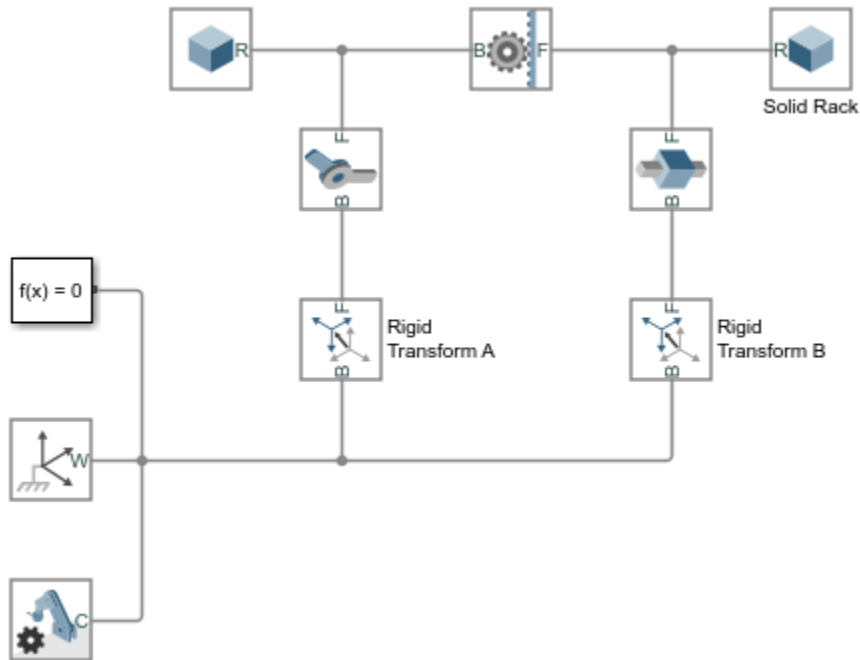 R
B
F
R
Solid Rack
F
F
B
B
f(x) = 0
F
F
Rigid
Transform A
Rigid
Transform B
B
B
W
C